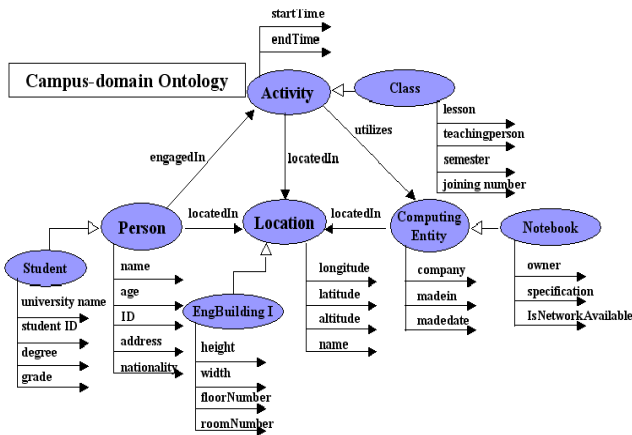 startTime
endTime
Campus-domain Ontology
Activity
Class
lesson
teachingperson
semester
joining number
engagedIn
locatedIn
utilizes
Person
locatedIn
Location
locatedIn
Computing
Entity
Notebook
Student
university name
student ID
degree
grade
name
age
ID
address
nationality
EngBuilding I
height
width
floorNumber
roomNumber
longitude
latitude
altitude
name
company
madein
madedate
owner
specification
IsNetworkAvailable